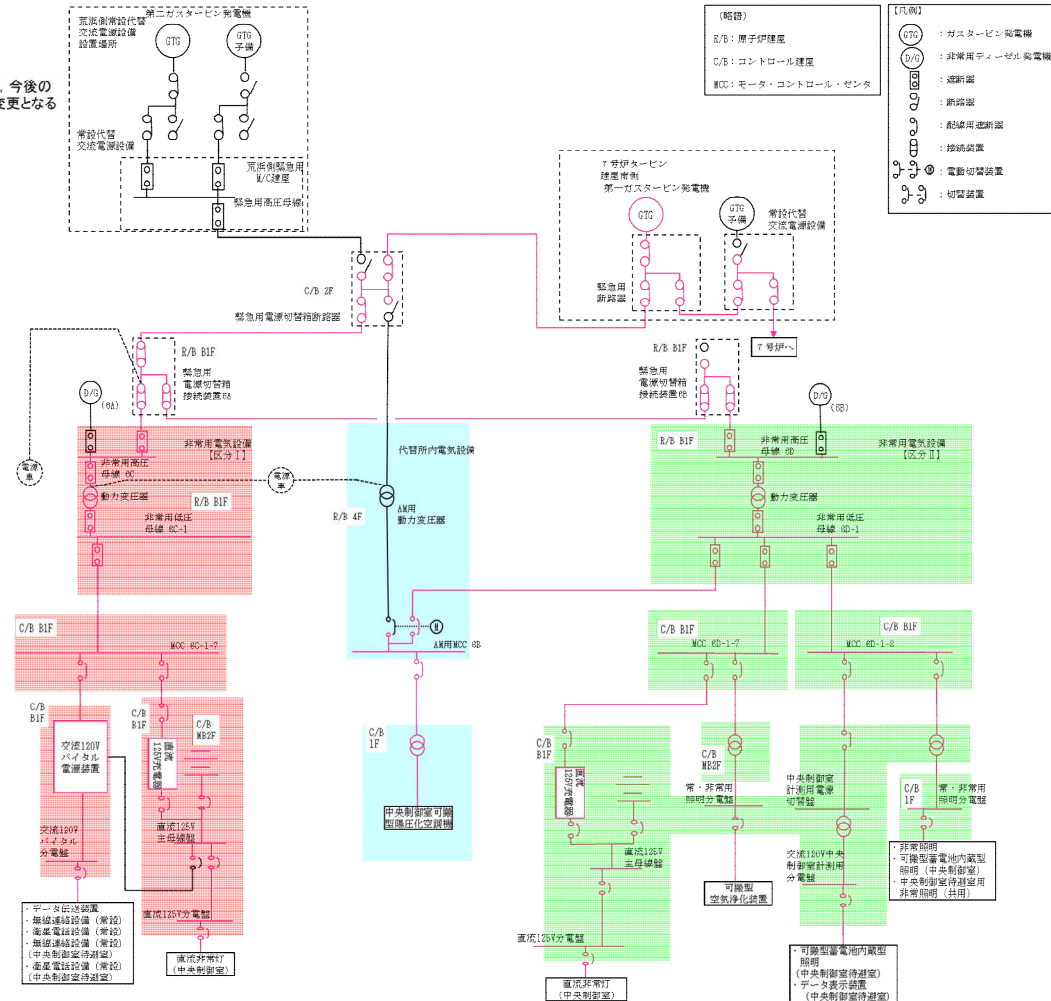 荒浜側常設代替
交流電源設備
設置場所
第二ガスタービン発電機
GTG
GTG
予備
今後の
変更となる
常設代替
交流電源設備
荒浜側緊急用
M/C建屋
緊急用高圧母線
(略語)
R/B:原子炉建屋
C/B:コントロール建屋
MCC:モータ・コントロール・センタ
【凡例】
GTG :ガスタービン発電機
D/G :非常用ディーゼル発電機
:遮断器
:断路器
:配線用遮断器
:接続装置
M :電動切替装置
:切替装置
7号炉タービン
建屋南側
第一ガスタービン発電機
GTG
GTG
予備
常設代替
交流電源設備
緊急用
断路器
7号炉へ
C/B 2F
緊急用電源切替箱断路器
R/B B1F
緊急用
電源切替箱
接続装置6A
R/B B1F
緊急用
電源切替箱
接続装置6B
D/G
(6A)
D/G
(6B)
電源
車
電源
車
非常用電気設備
【区分Ⅰ】
非常用高圧
母線 6C
動力変圧器
R/B B1F
非常用低圧
母線 6C-1
代替所内電気設備
R/B 4F
AM用
動力変圧器
M
AM用MCC 6B
R/B B1F
非常用高圧
母線 6D
非常用電気設備
【区分Ⅱ】
動力変圧器
非常用低圧
母線 6D-1
C/B B1F
MCC 6C-1-7
C/B B1F
MCC 6D-1-7
C/B B1F
MCC 6D-1-8
C/B
B1F
交流120V
バイタル
電源装置
交流120V
バイタル
分電盤
C/B
B1F
直流
125V充電器
C/B
MB2F
直流125V
主母線盤
直流125V分電盤
・データ伝送装置
・無線連絡設備(常設)
・衛星電話設備(常設)
・無線連絡設備(常設)
(中央制御室待避室)
・衛星電話設備(常設)
(中央制御室待避室)
直流非常灯
(中央制御室)
C/B
1F
中央制御室可搬
型陽圧化空調機
C/B
B1F
直流
125V充電器
直流125V
主母線盤
直流125V分電盤
直流非常灯
(中央制御室)
C/B
MB2F
常・非常用
照明分電盤
可搬型
空気浄化装置
中央制御室
計測用電源
切替盤
交流120V中央
制御室計測用
分電盤
・可搬型蓄電池内蔵型
照明
(中央制御室待避室)
・データ表示装置
(中央制御室待避室)
C/B
1F
常・非常用
照明分電盤
・非常照明
・可搬型蓄電池内蔵型
照明(中央制御室)
・中央制御室待避室用
非常照明(共用)